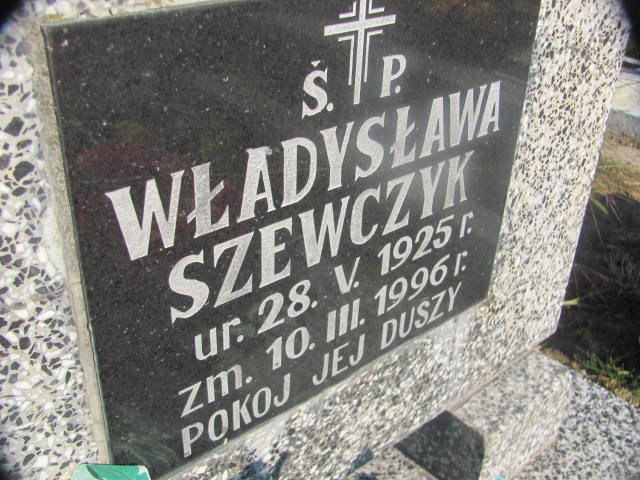 Ś. P.
WŁADYSŁAWA
SZEWCZYK
ur. 28. V. 1925 r.
zm. 10. III. 1996 r.
POKOJ JEJ DUSZY